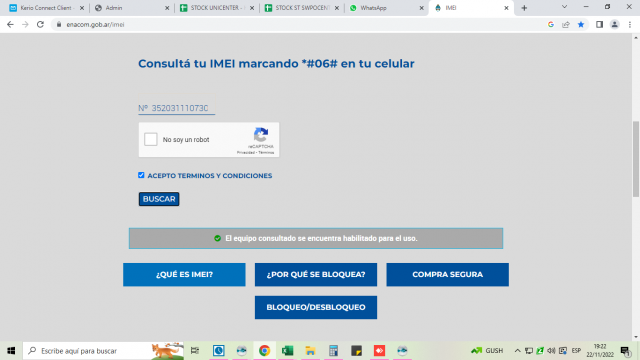 Kerio Connect Client
Admin
STOCK UNICENTER -
STOCK ST SWPOCENT
WhatsApp
IMEI
enacom.gob.ar/imei
Consultá tu IMEI marcando *#06# en tu celular
Nº 35203111073C
No soy un robot
reCAPTCHA
Privacidad - Términos
ACEPTO TERMINOS Y CONDICIONES
BUSCAR
El equipo consultado se encuentra habilitado para el uso.
¿QUÉ ES IMEI?
¿POR QUÉ SE BLOQUEA?
COMPRA SEGURA
BLOQUEO/DESBLOQUEO
Escribe aquí para buscar
GUSH
ESP
19:22
22/11/2022